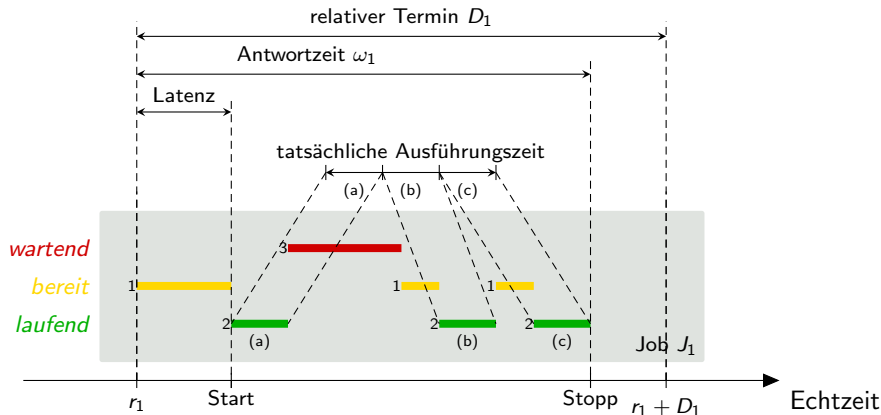 relativer Termin D₁
Antwortzeit ω₁
Latenz
tatsächliche Ausführungszeit
(a) (b) (c)
wartend 3
bereit 1 1 1
laufend 2 2 2
(a) (b) (c)
Job J₁
r₁ Start Stopp r₁ + D₁
Echtzeit